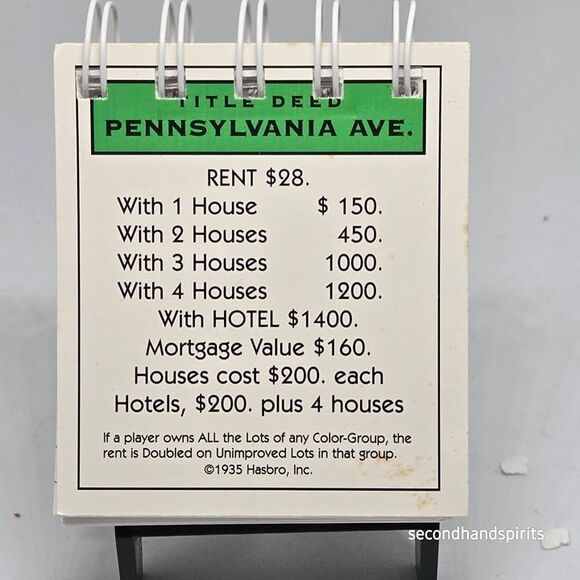 TITLE DEED
PENNSYLVANIA AVE.
RENT $28.
With 1 House $ 150.
With 2 Houses 450.
With 3 Houses 1000.
With 4 Houses 1200.
With HOTEL $1400.
Mortgage Value $160.
Houses cost $200. each
Hotels, $200. plus 4 houses
If a player owns ALL the Lots of any Color-Group, the
rent is Doubled on Unimproved Lots in that group.
©1935 Hasbro, Inc.
secondhandspirits